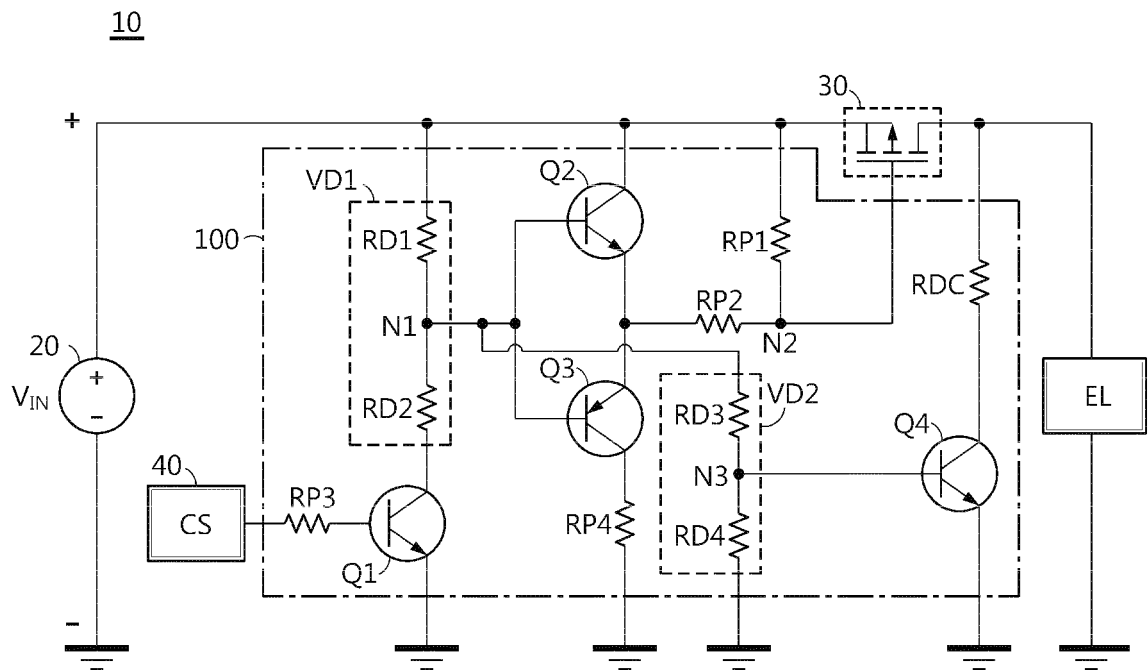 10
30
+
VD1
Q2
100
RD1
RP1
RDC
N1
RP2
N2
20
+
VIN
-
Q3
RD2
VD2
RD3
Q4
EL
40
CS
RP3
N3
RP4
RD4
Q1
-